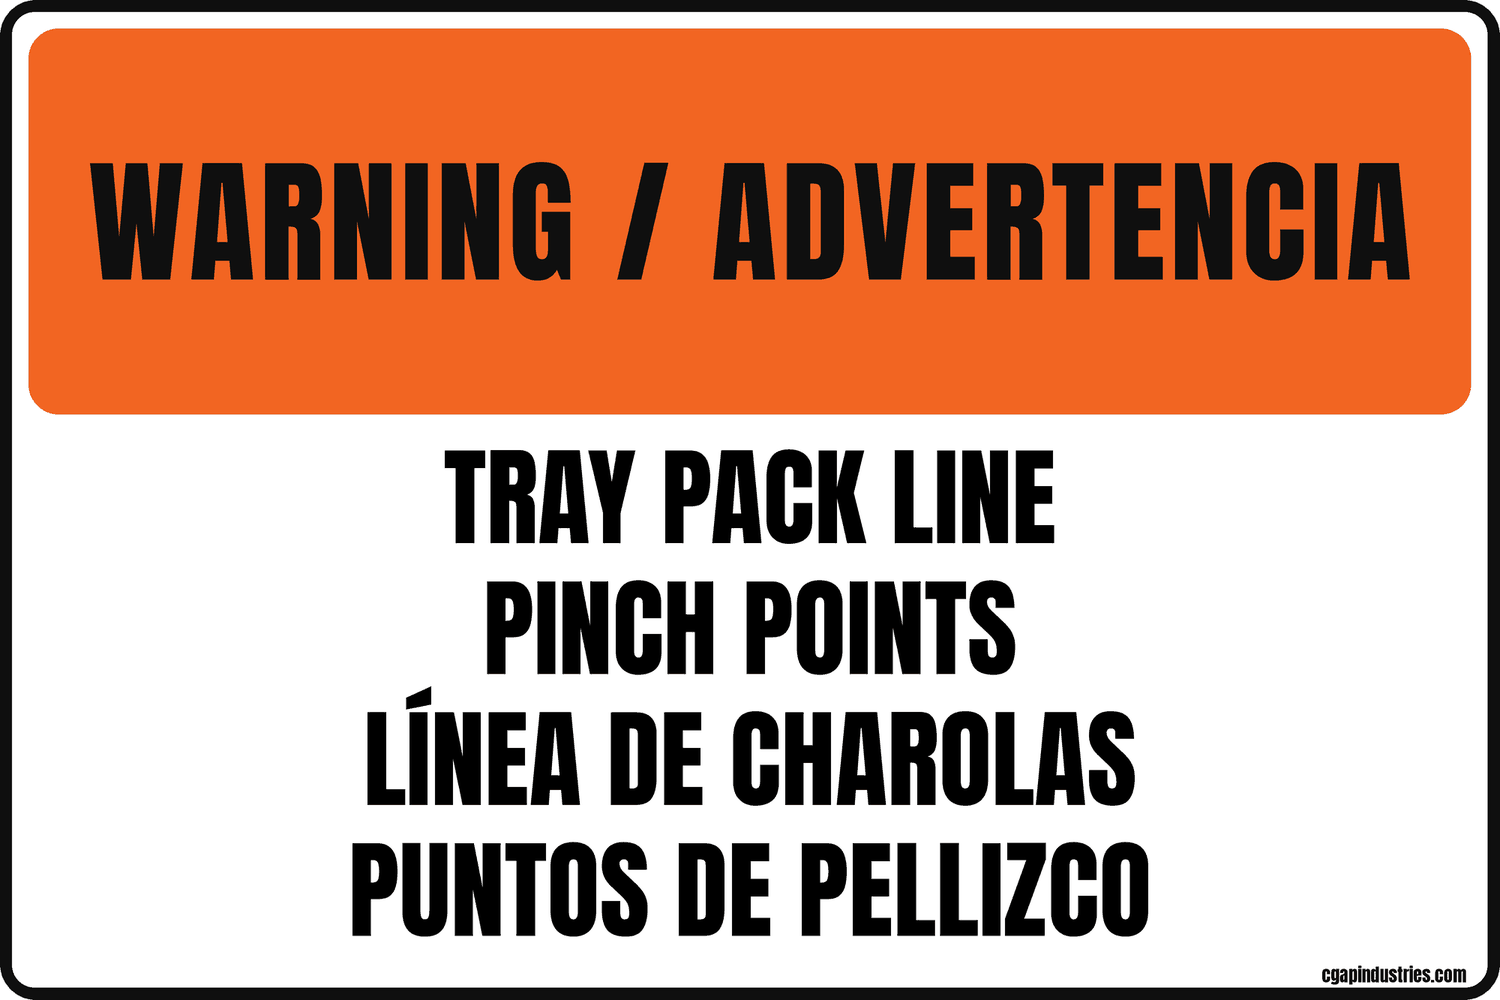 WARNING / ADVERTENCIA
TRAY PACK LINE
PINCH POINTS
LÍNEA DE CHAROLAS
PUNTOS DE PELLIZCO
cgapindustries.com